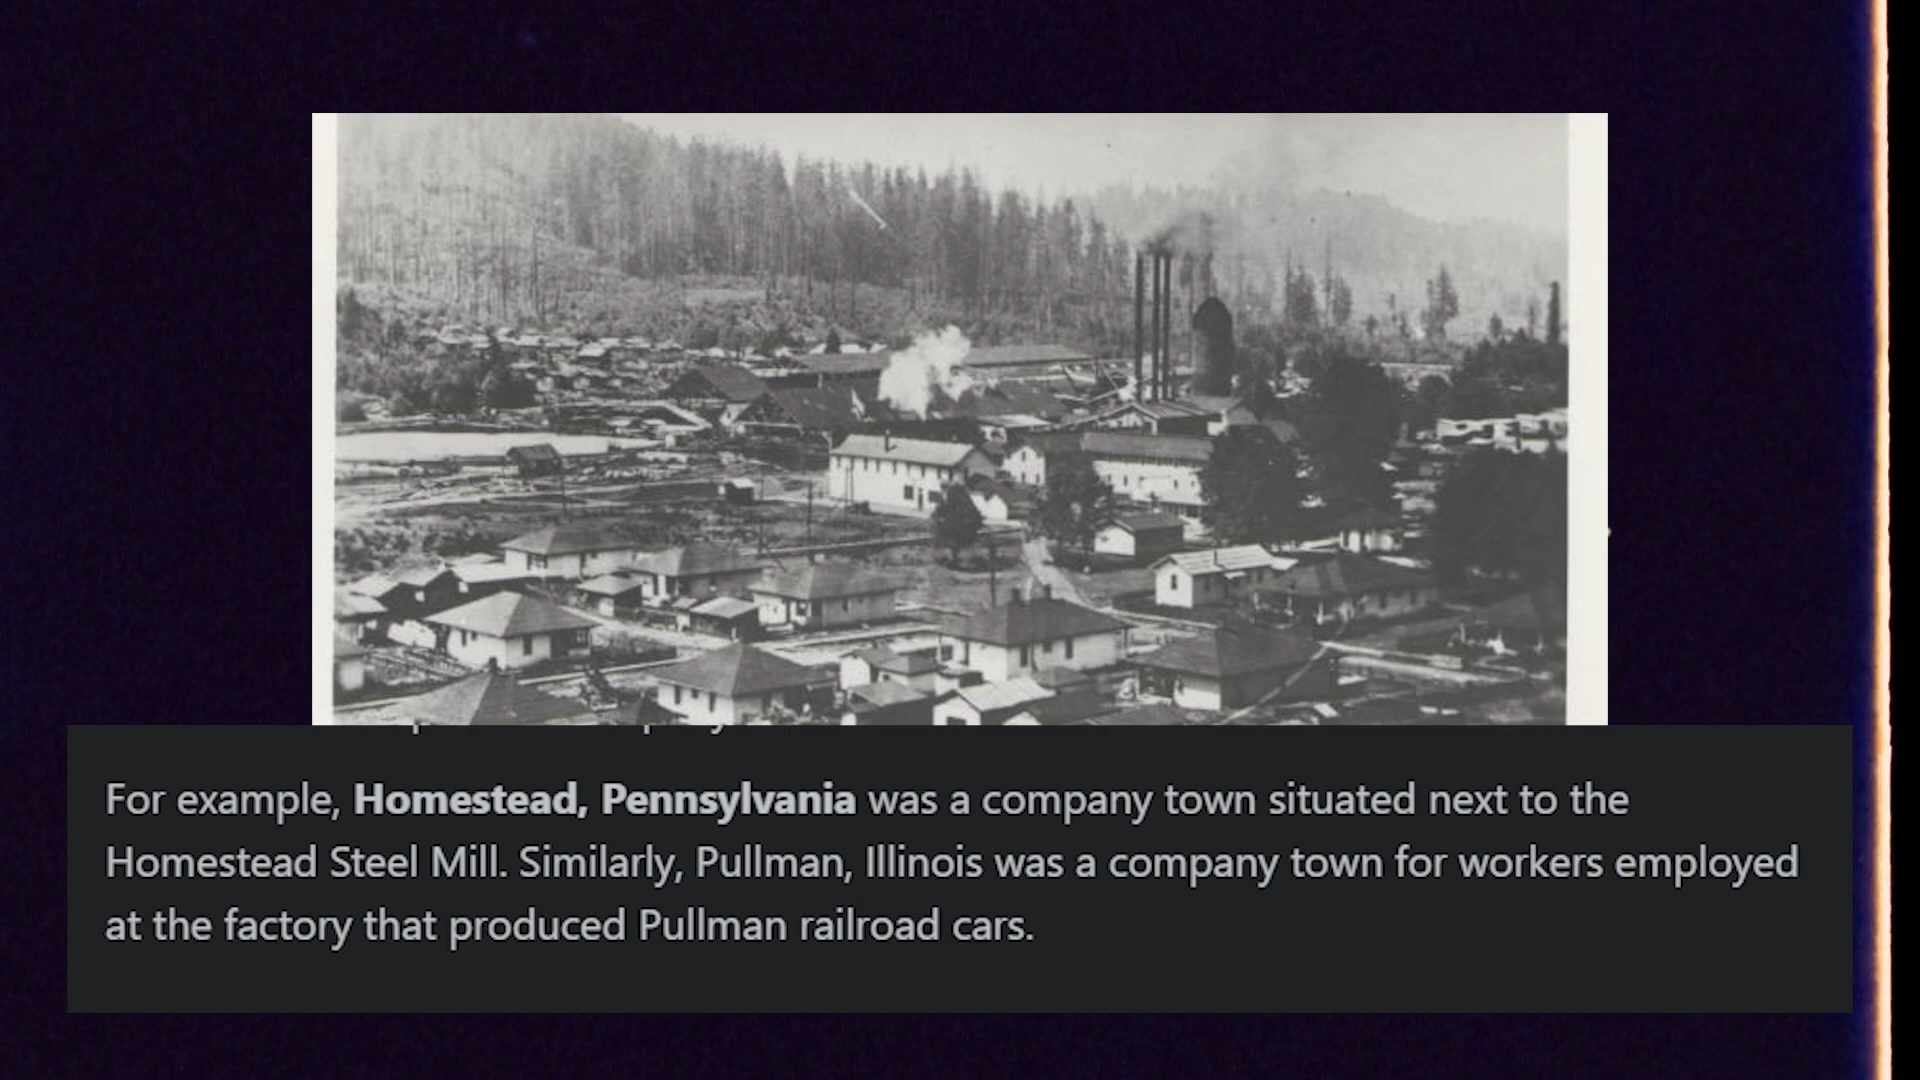 For example, Homestead, Pennsylvania was a company town situated next to the
Homestead Steel Mill. Similarly, Pullman, Illinois was a company town for workers employed
at the factory that produced Pullman railroad cars.